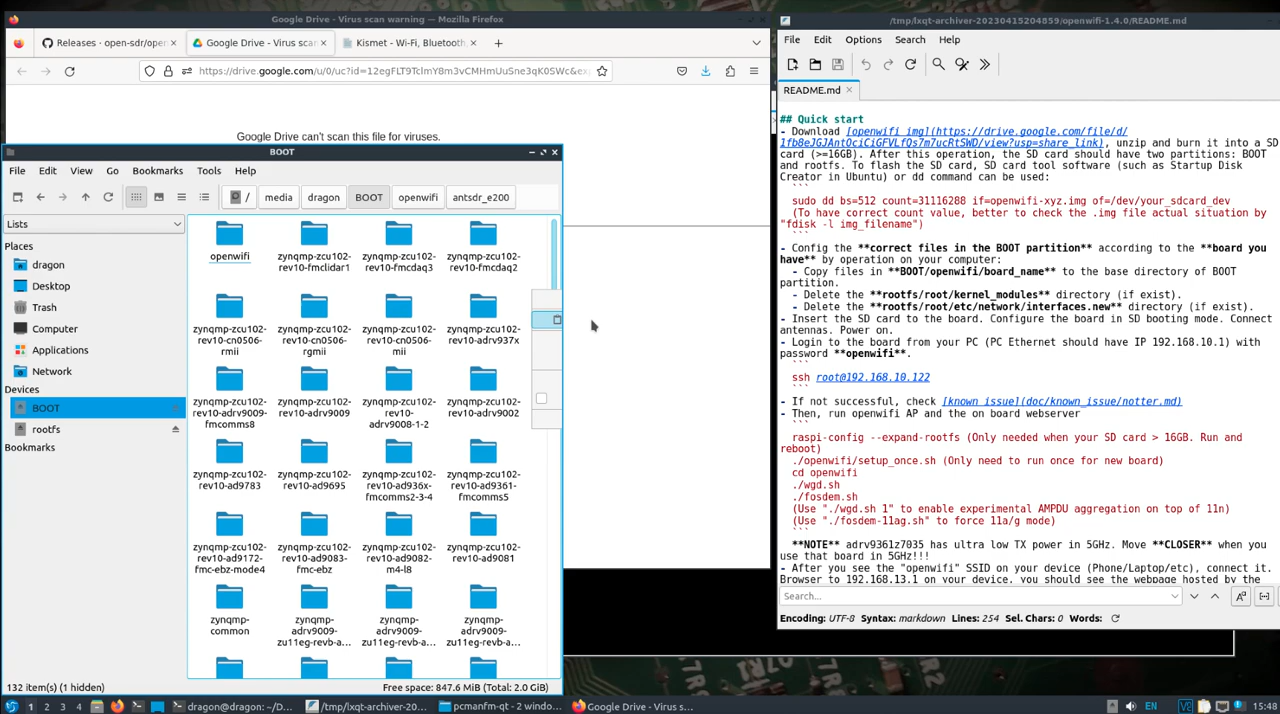 Google Drive - Virus scan warning — Mozilla Firefox
Releases · open-sdr/open
Google Drive - Virus scan
Kismet - Wi-Fi, Bluetooth
https://drive.google.com/u/0/uc?id=12egFLT9TclmY8m3vCMHmUuSne3qK0SWc&ex
Google Drive can't scan this file for viruses.
BOOT
File Edit View Go Bookmarks Tools Help
/ media dragon BOOT openwifi antsdr_e200
Lists
Places
dragon
Desktop
Trash
Computer
Applications
Network
Devices
BOOT
rootfs
Bookmarks
openwifi
zynqmp-zcu102-
rev10-fmclidar1
zynqmp-zcu102-
rev10-fmcdaq3
zynqmp-zcu102-
rev10-fmcdaq2
zynqmp-zcu102-
rev10-cn0506-
rmii
zynqmp-zcu102-
rev10-cn0506-
rgmii
zynqmp-zcu102-
rev10-cn0506-
mii
zynqmp-zcu102-
rev10-adrv937x
zynqmp-zcu102-
rev10-adrv9009-
fmcomms8
zynqmp-zcu102-
rev10-adrv9009
zynqmp-zcu102-
rev10-
adrv9008-1-2
zynqmp-zcu102-
rev10-adrv9002
zynqmp-zcu102-
rev10-ad9783
zynqmp-zcu102-
rev10-ad9695
zynqmp-zcu102-
rev10-ad936x-
fmcomms2-3-4
zynqmp-zcu102-
rev10-ad9361-
fmcomms5
zynqmp-zcu102-
rev10-ad9172-
fmc-ebz-mode4
zynqmp-zcu102-
rev10-ad9083-
fmc-ebz
zynqmp-zcu102-
rev10-ad9082-
m4-l8
zynqmp-zcu102-
rev10-ad9081
zynqmp-
common
zynqmp-
adrv9009-
zu11eg-revb-a...
zynqmp-
adrv9009-
zu11eg-revb-a...
zynqmp-
adrv9009-
zu11eg-revb-a...
132 item(s) (1 hidden)
Free space: 847.6 MiB (Total: 2.0 GiB)
/tmp/lxqt-archiver-20230415204859/openwifi-1.4.0/README.md
File Edit Options Search Help
README.md
## Quick start
- Download [openwifi img](https://drive.google.com/file/d/
1fb8eJGJAntOciCiGFVLfQs7m7ucRtSWD/view?usp=share_link), unzip and burn it into a SD
card (>=16GB). After this operation, the SD card should have two partitions: BOOT
and rootfs. To flash the SD card, SD card tool software (such as Startup Disk
Creator in Ubuntu) or dd command can be used:
```
sudo dd bs=512 count=31116288 if=openwifi-xyz.img of=/dev/your_sdcard_dev
(To have correct count value, better to check the .img file actual situation by
"fdisk -l img_filename")
```
- Config the **correct files in the BOOT partition** according to the **board you
have** by operation on your computer:
- Copy files in **BOOT/openwifi/board_name** to the base directory of BOOT
partition.
- Delete the **rootfs/root/kernel_modules** directory (if exist).
- Delete the **rootfs/root/etc/network/interfaces.new** directory (if exist).
- Insert the SD card to the board. Configure the board in SD booting mode. Connect
antennas. Power on.
- Login to the board from your PC (PC Ethernet should have IP 192.168.10.1) with
password **openwifi**.
```
ssh root@192.168.10.122
```
- If not successful, check [known issue](doc/known_issue/notter.md)
- Then, run openwifi AP and the on board webserver
```
raspi-config --expand-rootfs (Only needed when your SD card > 16GB. Run and
reboot)
./openwifi/setup_once.sh (Only need to run once for new board)
cd openwifi
./wgd.sh
./fosdem.sh
(Use "./wgd.sh 1" to enable experimental AMPDU aggregation on top of 11n)
(Use "./fosdem-11ag.sh" to force 11a/g mode)
```
**NOTE** adrv9361z7035 has ultra low TX power in 5GHz. Move **CLOSER** when you
use that board in 5GHz!!!
- After you see the "openwifi" SSID on your device (Phone/Laptop/etc), connect it.
Browser to 192.168.13.1 on your device, you should see the webpage hosted by the
Search...
Encoding: UTF-8 Syntax: markdown Lines: 254 Sel. Chars: 0 Words:
1 2 3 4
dragon@dragon: ~/D...
/tmp/lxqt-archiver-20...
pcmanfm-qt - 2 windo...
Google Drive - Virus s...
EN
15:48